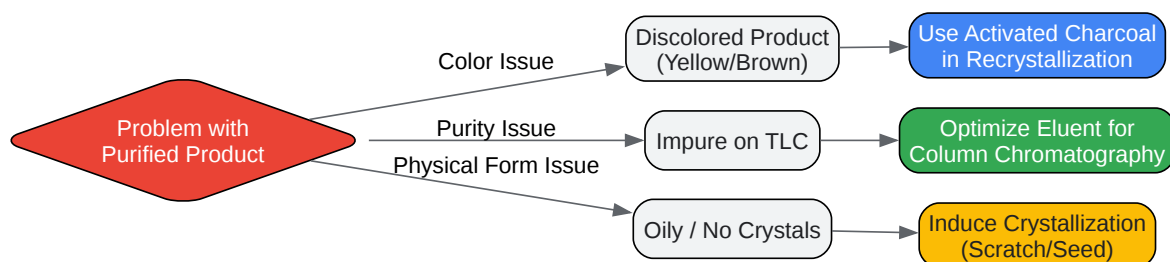 Problem with
Purified Product
Color Issue
Discolored Product
(Yellow/Brown)
Use Activated Charcoal
in Recrystallization
Purity Issue
Impure on TLC
Optimize Eluent for
Column Chromatography
Physical Form Issue
Oily / No Crystals
Induce Crystallization
(Scratch/Seed)